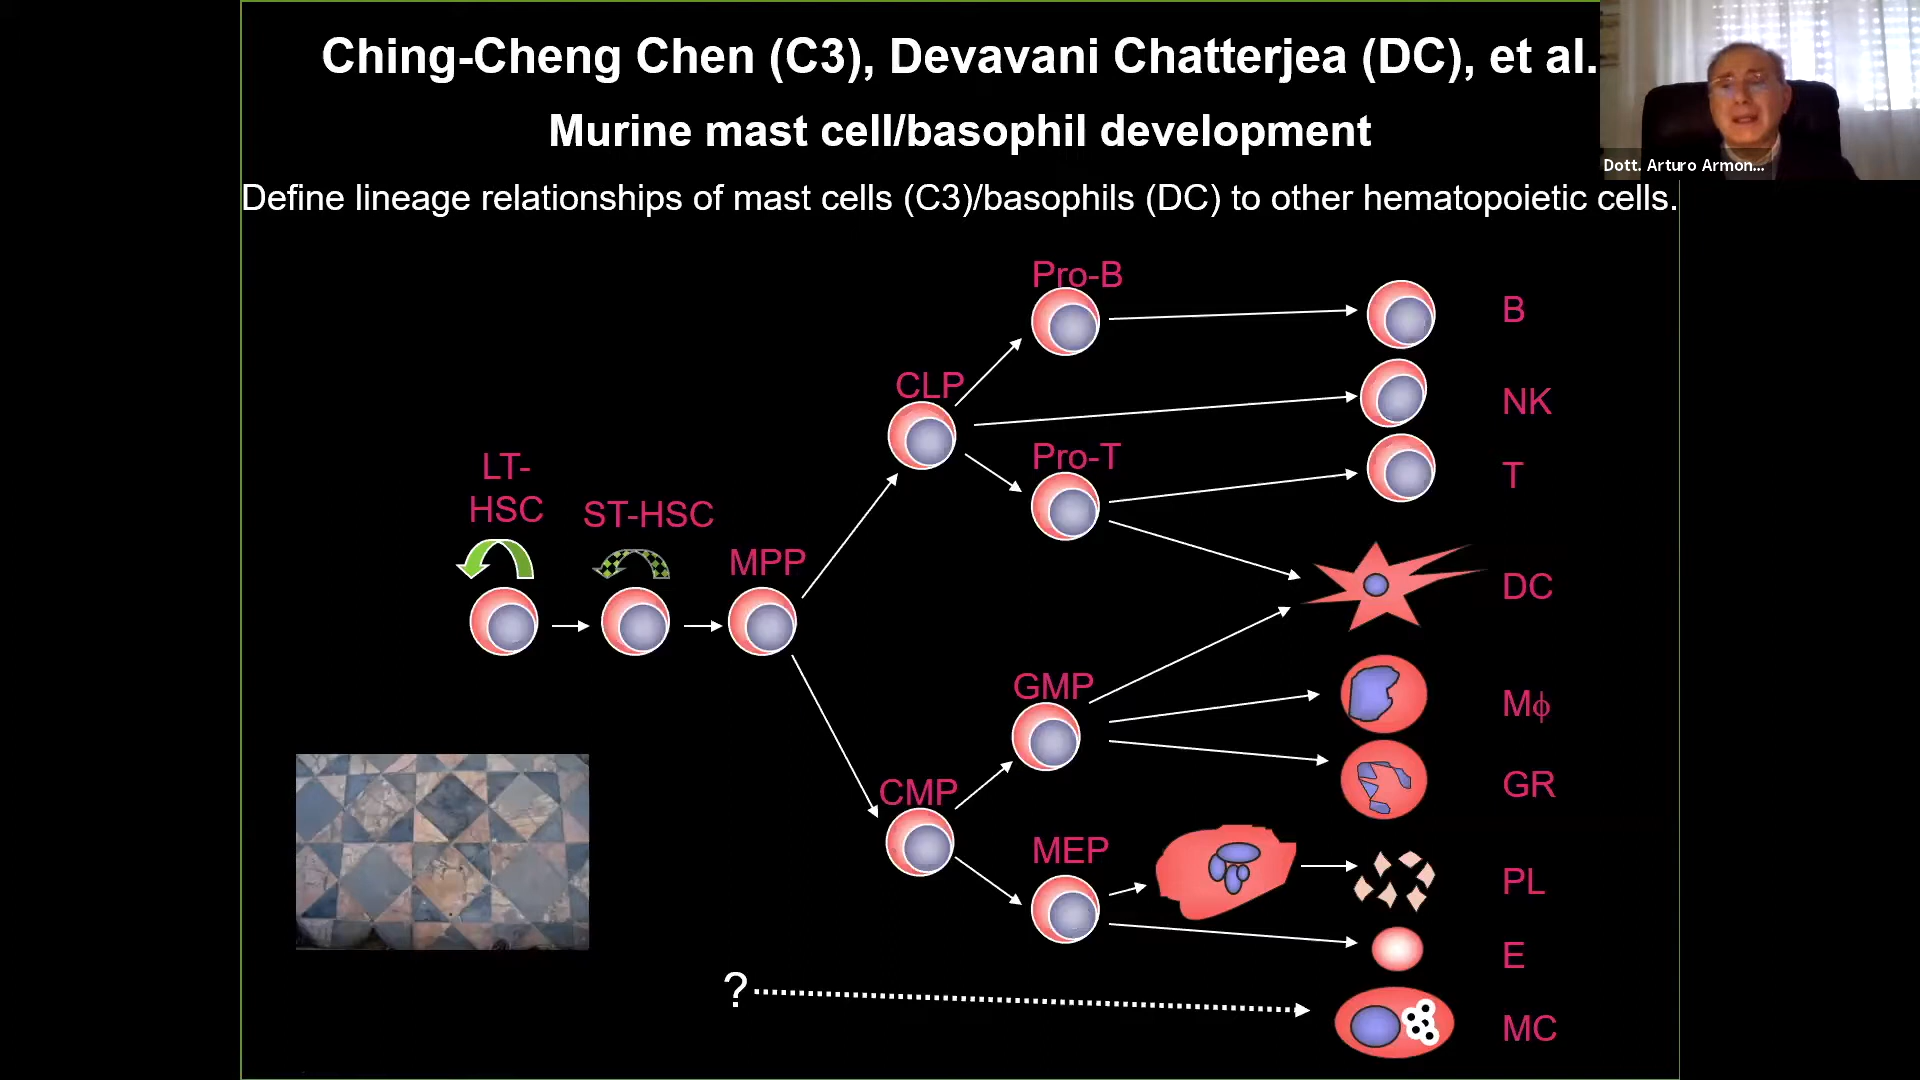 Ching-Cheng Chen (C3), Devavani Chatterjea (DC), et al.
Murine mast cell/basophil development
Define lineage relationships of mast cells (C3)/basophils (DC) to other hematopoietic cells.
Dott. Arturo Armon...
Pro-B
B
CLP
NK
Pro-T
T
LT-
HSC
ST-HSC
MPP
DC
GMP
Mϕ
GR
CMP
MEP
PL
E
?
MC